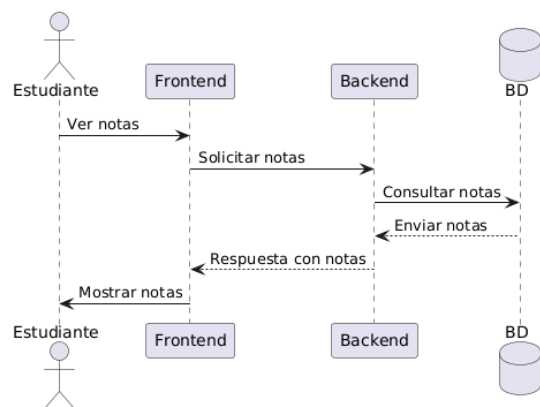 Estudiante
Frontend
Backend
BD
Ver notas
Solicitar notas
Consultar notas
Enviar notas
Respuesta con notas
Mostrar notas
Estudiante
Frontend
Backend
BD